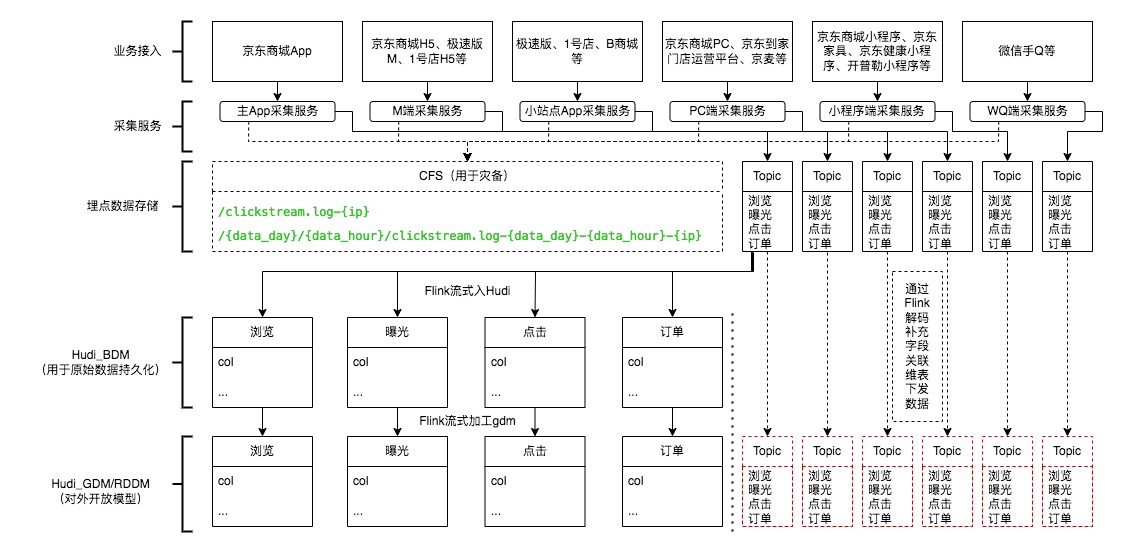 业务接入
京东商城App
京东商城H5、极速版
M、1号店H5等
极速版、1号店、B商城
等
京东商城PC、京东到家
门店运营平台、京麦等
京东商城小程序、京东
家具、京东健康小程
序、开普勒小程序等
微信手Q等
采集服务
主App采集服务
M端采集服务
小站点App采集服务
PC端采集服务
小程序端采集服务
WQ端采集服务
埋点数据存储
CFS（用于灾备）
/clickstream.log-{ip}
/{data_day}/{data_hour}/clickstream.log-{data_day}-{data_hour}-{ip}
Topic
浏览
曝光
点击
订单
Topic
浏览
曝光
点击
订单
Topic
浏览
曝光
点击
订单
Topic
浏览
曝光
点击
订单
Topic
浏览
曝光
点击
订单
Topic
浏览
曝光
点击
订单
Flink流式入Hudi
通过
Flink
解码
补充
字段
关联
维表
下发
数据
Hudi_BDM
（用于原始数据持久化）
浏览
col
...
曝光
col
...
点击
col
...
订单
col
...
Flink流式加工gdm
Hudi_GDM/RDDM
（对外开放模型）
浏览
col
...
曝光
col
...
点击
col
...
订单
col
...
Topic
浏览
曝光
点击
订单
Topic
浏览
曝光
点击
订单
Topic
浏览
曝光
点击
订单
Topic
浏览
曝光
点击
订单
Topic
浏览
曝光
点击
订单
Topic
浏览
曝光
点击
订单